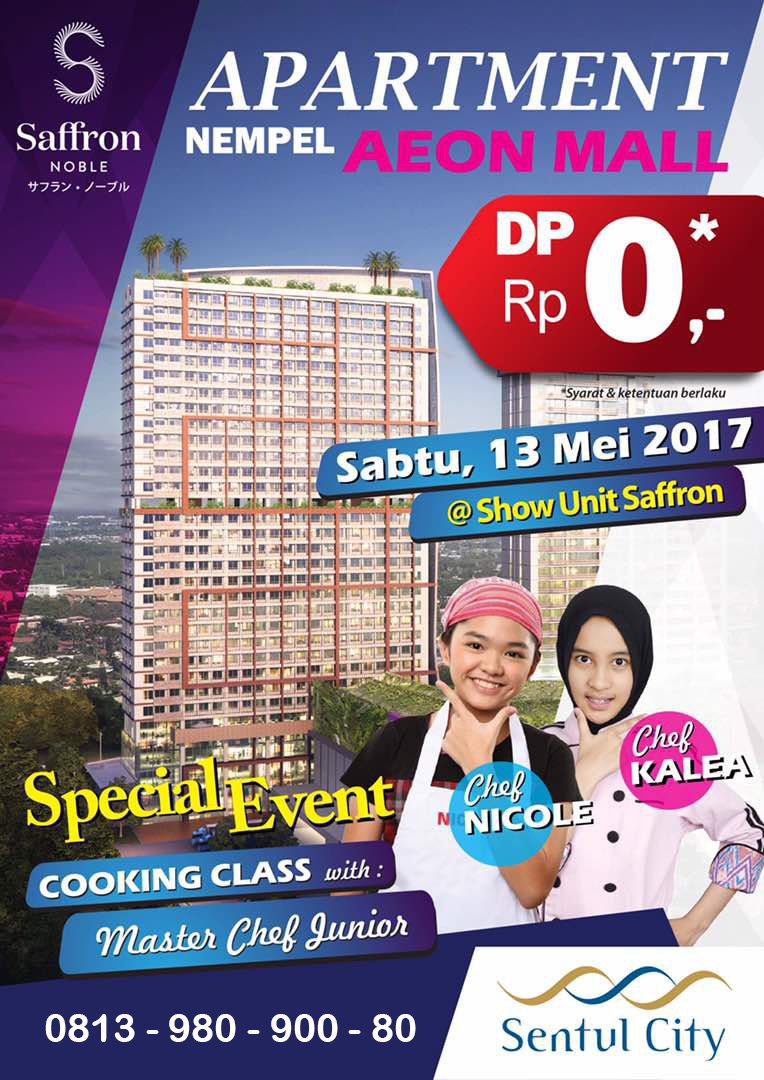 Saffron
NOBLE
サフラン・ノーブル
APARTMENT
NEMPEL AEON MALL
DP
Rp 0,-*
*Syarat & ketentuan berlaku
Sabtu, 13 Mei 2017
@ Show Unit Saffron
Chef
KALEA
Chef
NICOLE
NIC
Special Event
COOKING CLASS with :
Master Chef Junior
0813 - 980 - 900 - 80
Sentul City